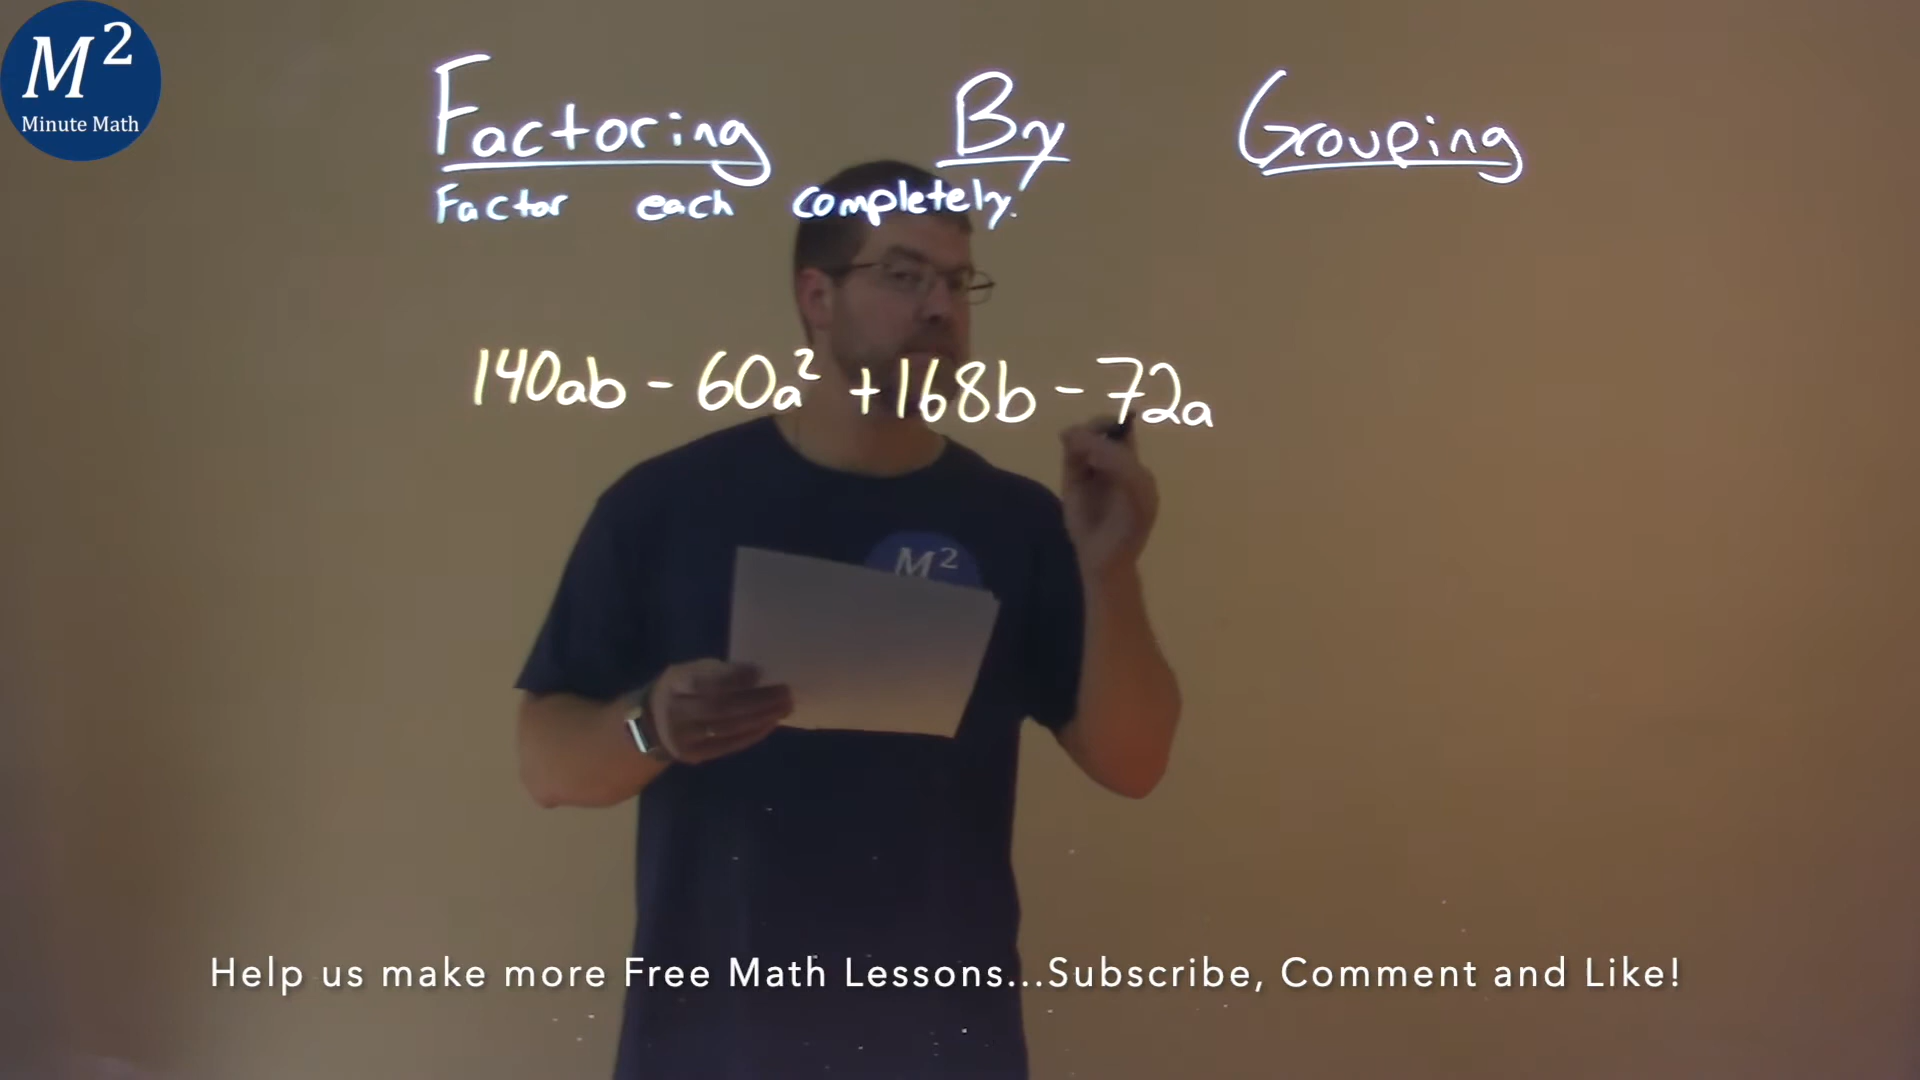 M²
Minute Math
Factoring By Grouping
Factor each completely.
140ab - 60a² + 168b - 72a
M²
Help us make more Free Math Lessons...Subscribe, Comment and Like!